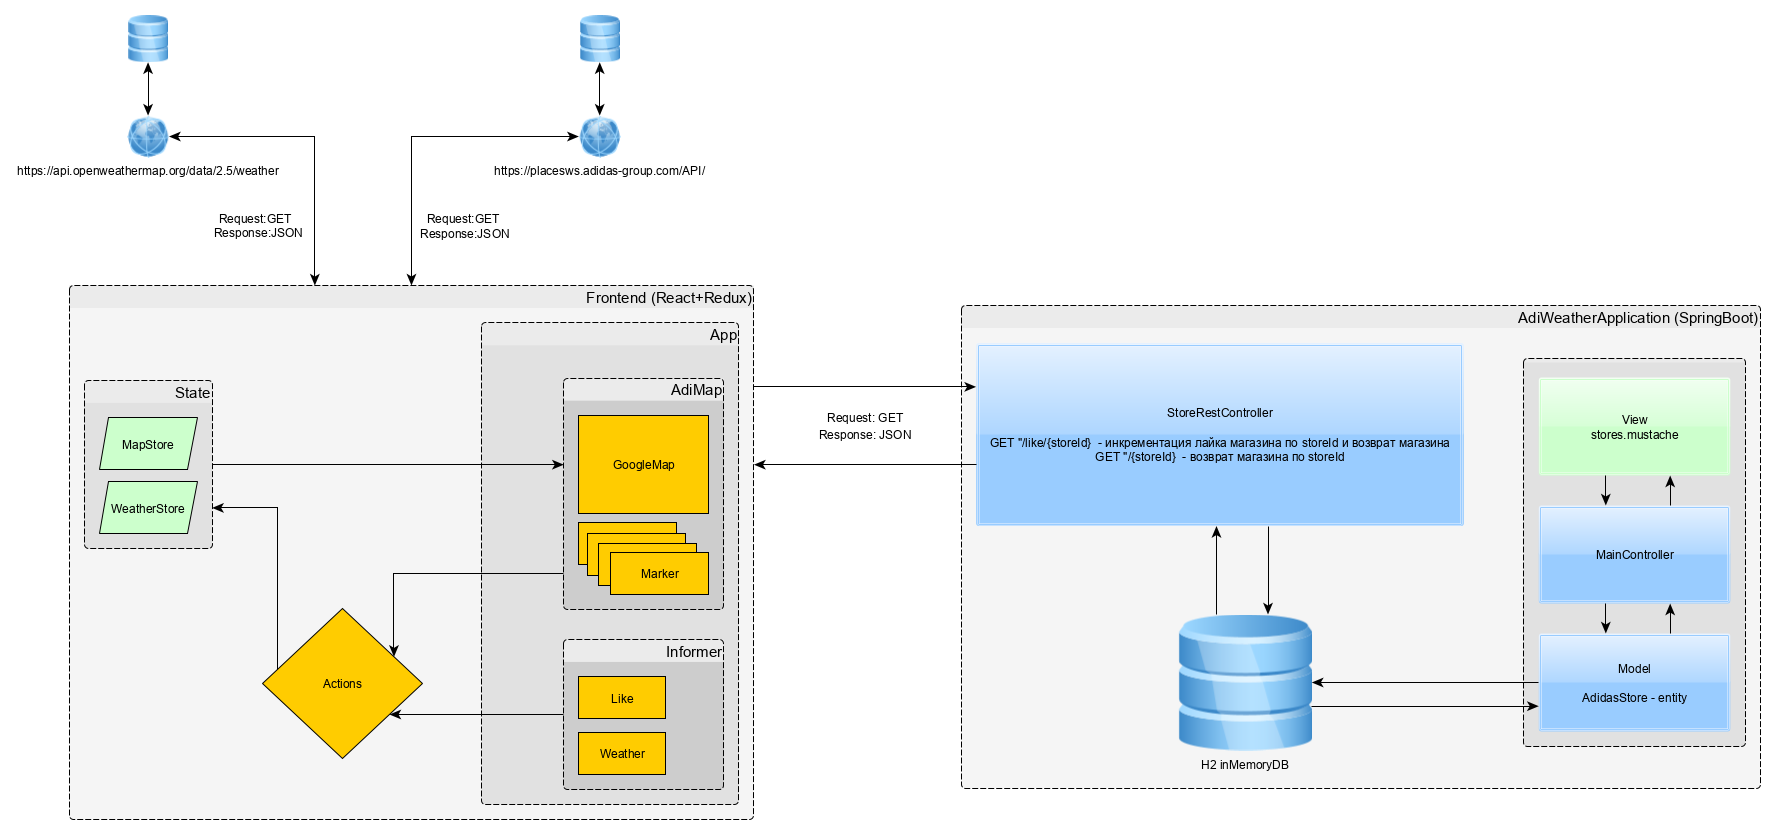 https://api.openweathermap.org/data/2.5/weather
https://placesws.adidas-group.com/API/
Request:GET
Response:JSON
Request:GET
Response:JSON
Frontend (React+Redux)
App
State
MapStore
WeatherStore
AdiMap
GoogleMap
Marker
Actions
Informer
Like
Weather
Request: GET
Response: JSON
AdiWeatherApplication (SpringBoot)
StoreRestController
GET "/like/{storeId} - инкрементация лайка магазина по storeId и возврат магазина
GET "/{storeId} - возврат магазина по storeId
H2 inMemoryDB
View
stores.mustache
MainController
Model
AdidasStore - entity